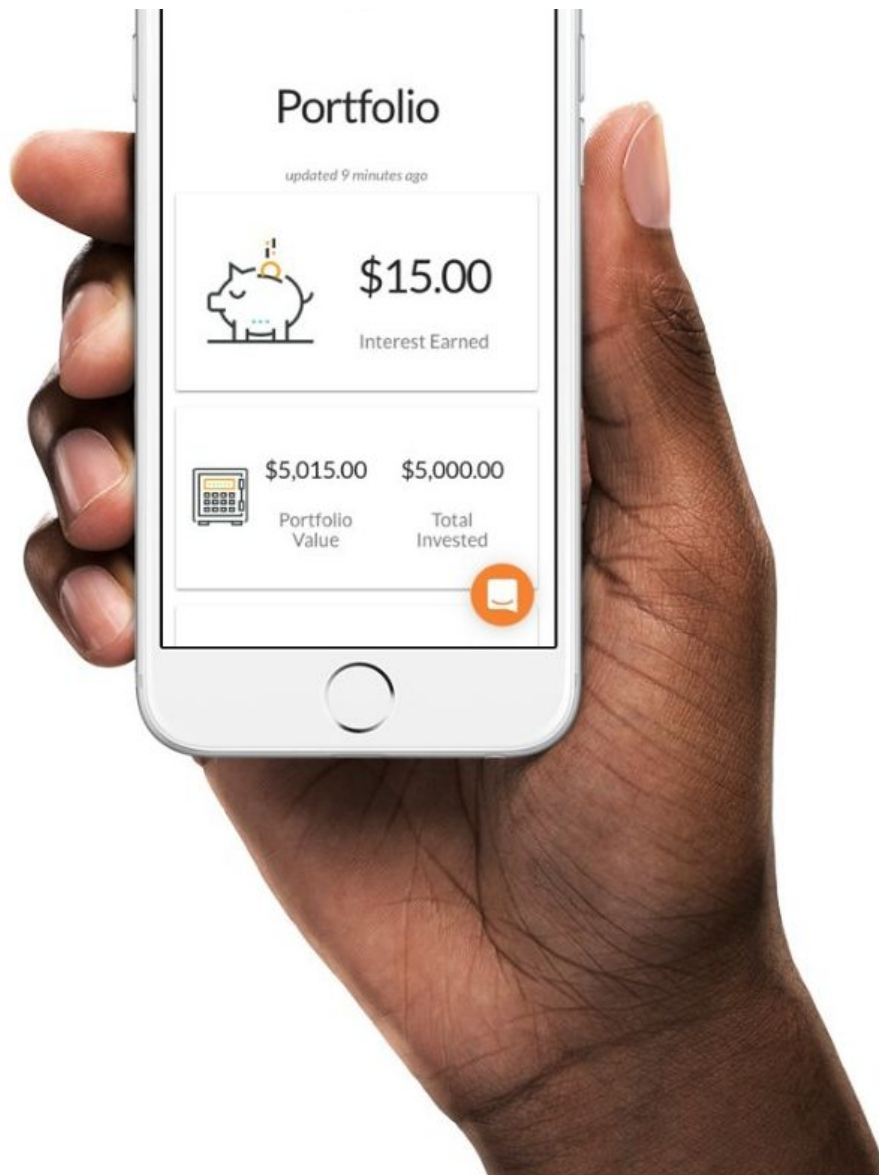 Portfolio
updated 9 minutes ago
$15.00
Interest Earned
$5,015.00
Portfolio
Value
$5,000.00
Total
Invested